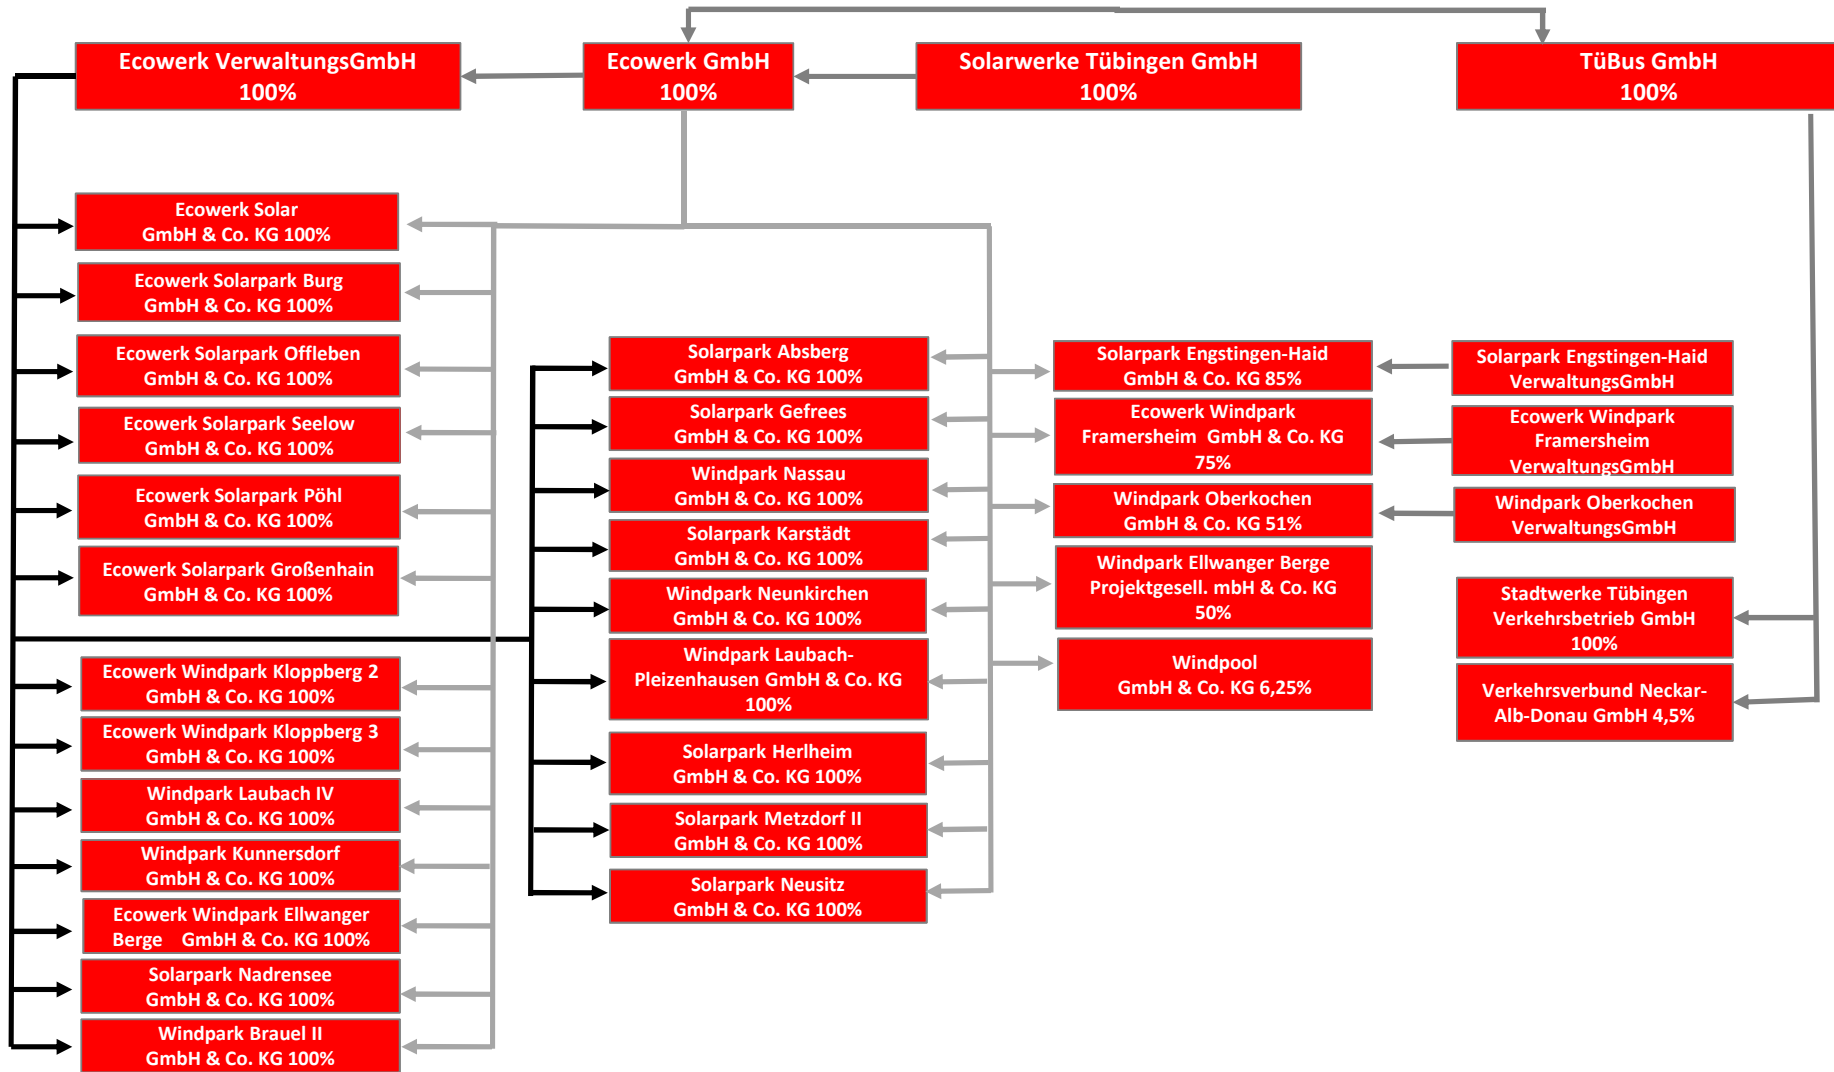 Ecowerk VerwaltungsGmbH
100%
Ecowerk GmbH
100%
Solarwerke Tübingen GmbH
100%
TüBus GmbH
100%
Ecowerk Solar
GmbH & Co. KG 100%
Ecowerk Solarpark Burg
GmbH & Co. KG 100%
Ecowerk Solarpark Offleben
GmbH & Co. KG 100%
Ecowerk Solarpark Seelow
GmbH & Co. KG 100%
Ecowerk Solarpark Pöhl
GmbH & Co. KG 100%
Ecowerk Solarpark Großenhain
GmbH & Co. KG 100%
Ecowerk Windpark Kloppberg 2
GmbH & Co. KG 100%
Ecowerk Windpark Kloppberg 3
GmbH & Co. KG 100%
Windpark Laubach IV
GmbH & Co. KG 100%
Windpark Kunnersdorf
GmbH & Co. KG 100%
Ecowerk Windpark Ellwanger
Berge GmbH & Co. KG 100%
Solarpark Nadrensee
GmbH & Co. KG 100%
Windpark Brauel II
GmbH & Co. KG 100%
Solarpark Absberg
GmbH & Co. KG 100%
Solarpark Gefrees
GmbH & Co. KG 100%
Windpark Nassau
GmbH & Co. KG 100%
Solarpark Karstädt
GmbH & Co. KG 100%
Windpark Neunkirchen
GmbH & Co. KG 100%
Windpark Laubach-
Pleizenhausen GmbH & Co. KG
100%
Solarpark Herlheim
GmbH & Co. KG 100%
Solarpark Metzdorf II
GmbH & Co. KG 100%
Solarpark Neusitz
GmbH & Co. KG 100%
Solarpark Engstingen-Haid
GmbH & Co. KG 85%
Ecowerk Windpark
Framersheim GmbH & Co. KG
75%
Windpark Oberkochen
GmbH & Co. KG 51%
Windpark Ellwanger Berge
Projektgesell. mbH & Co. KG
50%
Windpool
GmbH & Co. KG 6,25%
Solarpark Engstingen-Haid
VerwaltungsGmbH
Ecowerk Windpark
Framersheim
VerwaltungsGmbH
Windpark Oberkochen
VerwaltungsGmbH
Stadtwerke Tübingen
Verkehrsbetrieb GmbH
100%
Verkehrsverbund Neckar-
Alb-Donau GmbH 4,5%